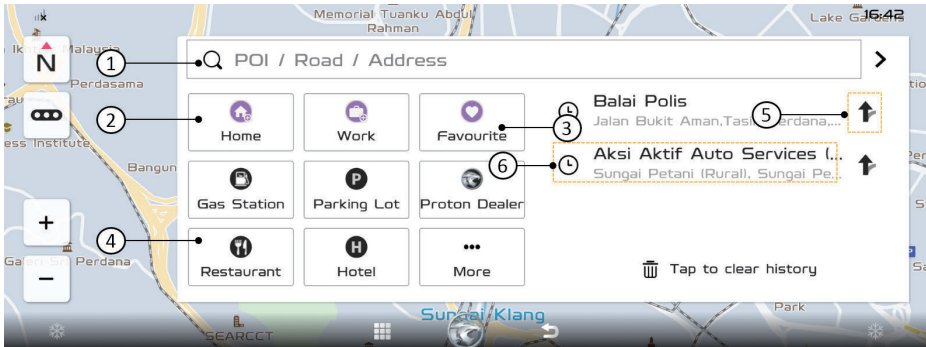 Memorial Tuanku Abdul
Rahman
Lake Gardens
16:42
Malaysia
N
1
POI / Road / Address
Perdasama
2
Home
Work
Favourite
3
Balai Polis
Jalan Bukit Aman,Tasik Perdana,...
5
ess Institute
Bangun
6
Aksi Aktif Auto Services (...
Sungai Petani (Rural), Sungai Pe...
P
Gas Station
Parking Lot
Proton Dealer
+
4
H
Restaurant
Hotel
More
Tap to clear history
Perdana
−
Park
Sungai Klang
SEARCCT